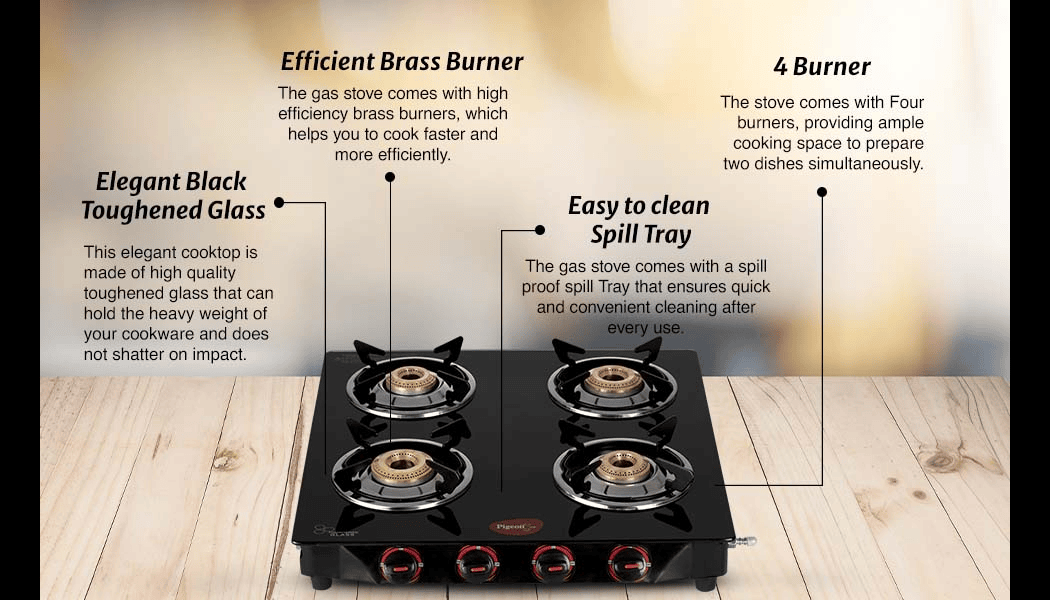 Efficient Brass Burner
The gas stove comes with high
efficiency brass burners, which
helps you to cook faster and
more efficiently.
4 Burner
The stove comes with Four
burners, providing ample
cooking space to prepare
two dishes simultaneously.
Elegant Black
Toughened Glass
This elegant cooktop is
made of high quality
toughened glass that can
hold the heavy weight of
your cookware and does
not shatter on impact.
Easy to clean
Spill Tray
The gas stove comes with a spill
proof spill Tray that ensures quick
and convenient cleaning after
every use.
Pigeon
GLASS